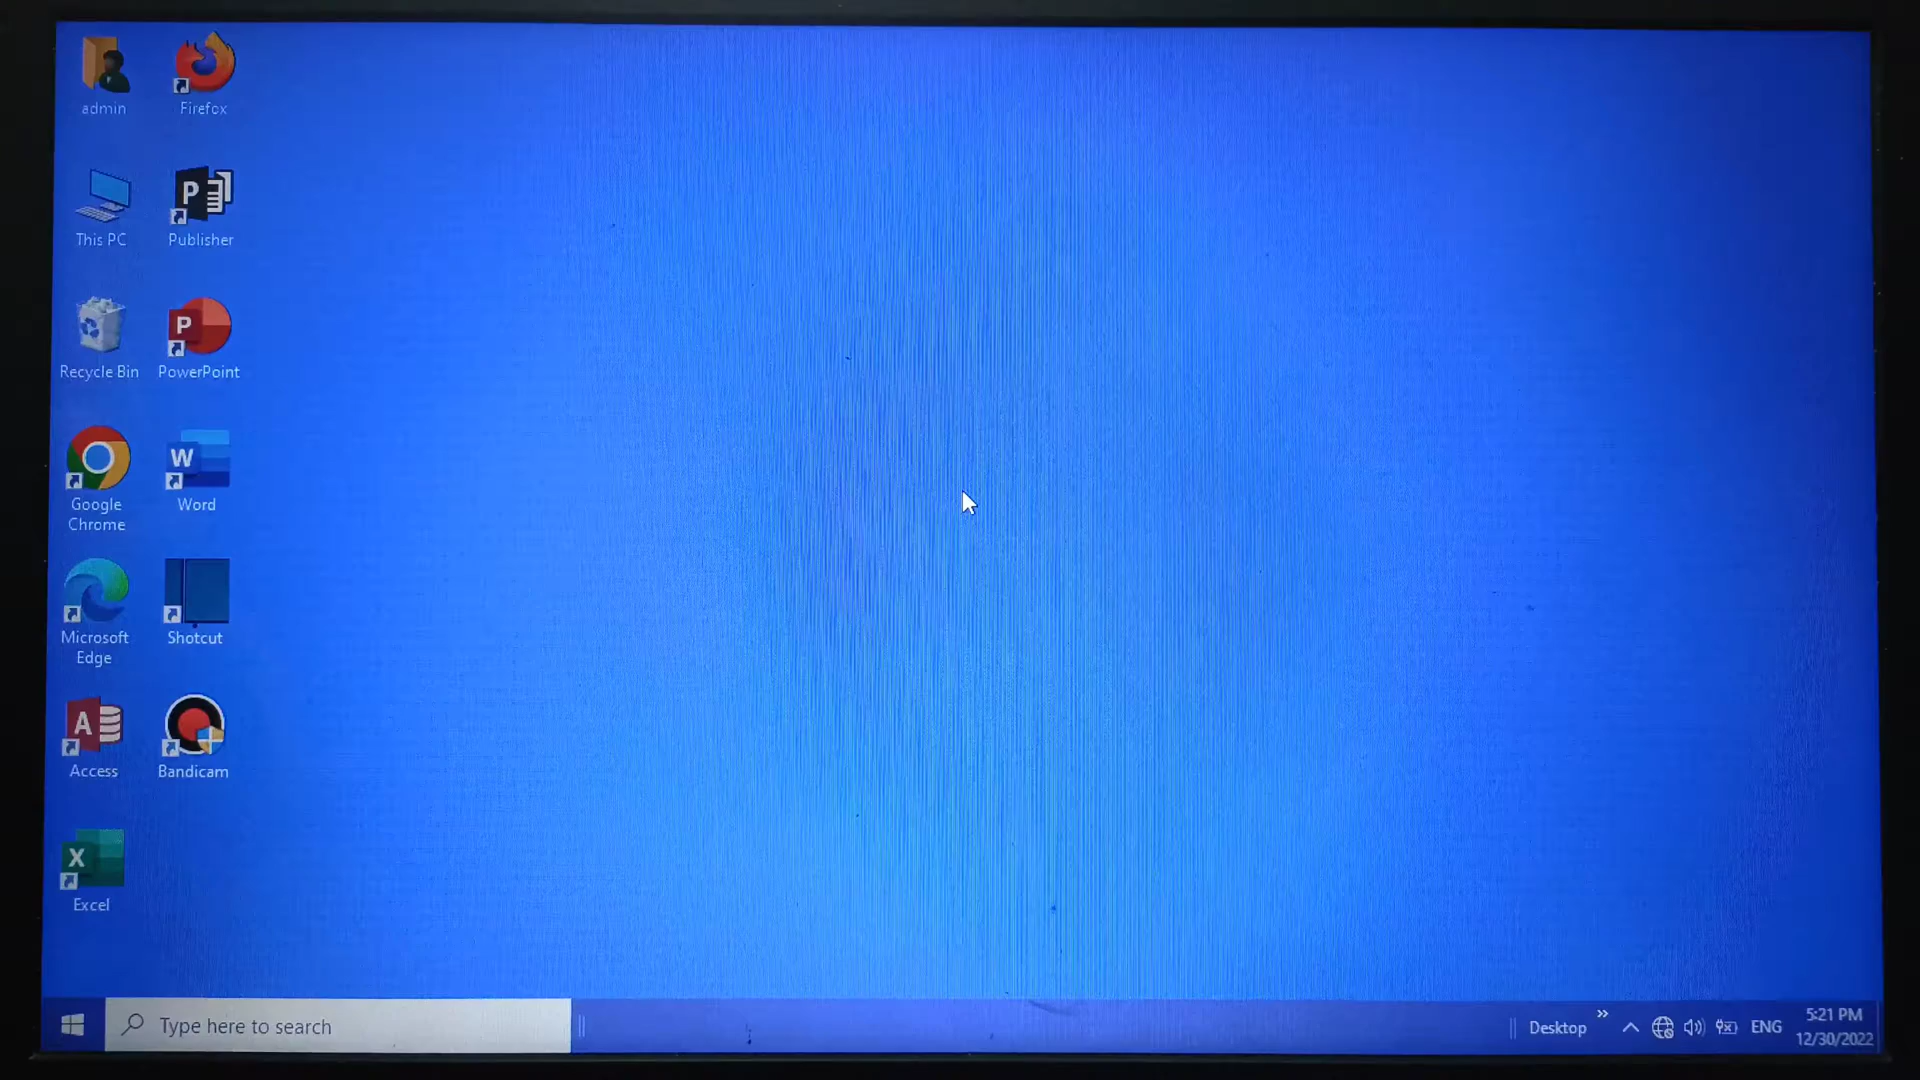 admin
Firefox
This PC
P
Publisher
Recycle Bin
P
PowerPoint
Google
Chrome
W
Word
Microsoft
Edge
Shotcut
A
Access
Bandicam
X
Excel
Type here to search
Desktop
ENG
5:21 PM
12/30/2022